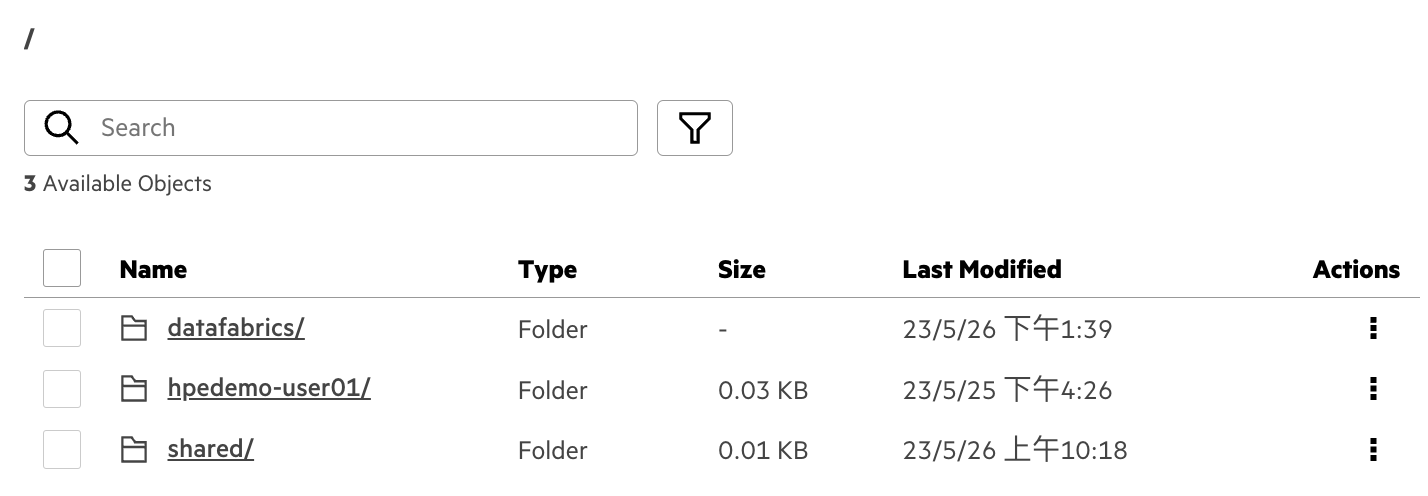 /
Search
3 Available Objects
Name Type Size Last Modified Actions
datafabrics/ Folder - 23/5/26 下午1:39
hpedemo-user01/ Folder 0.03 KB 23/5/25 下午4:26
shared/ Folder 0.01 KB 23/5/26 上午10:18